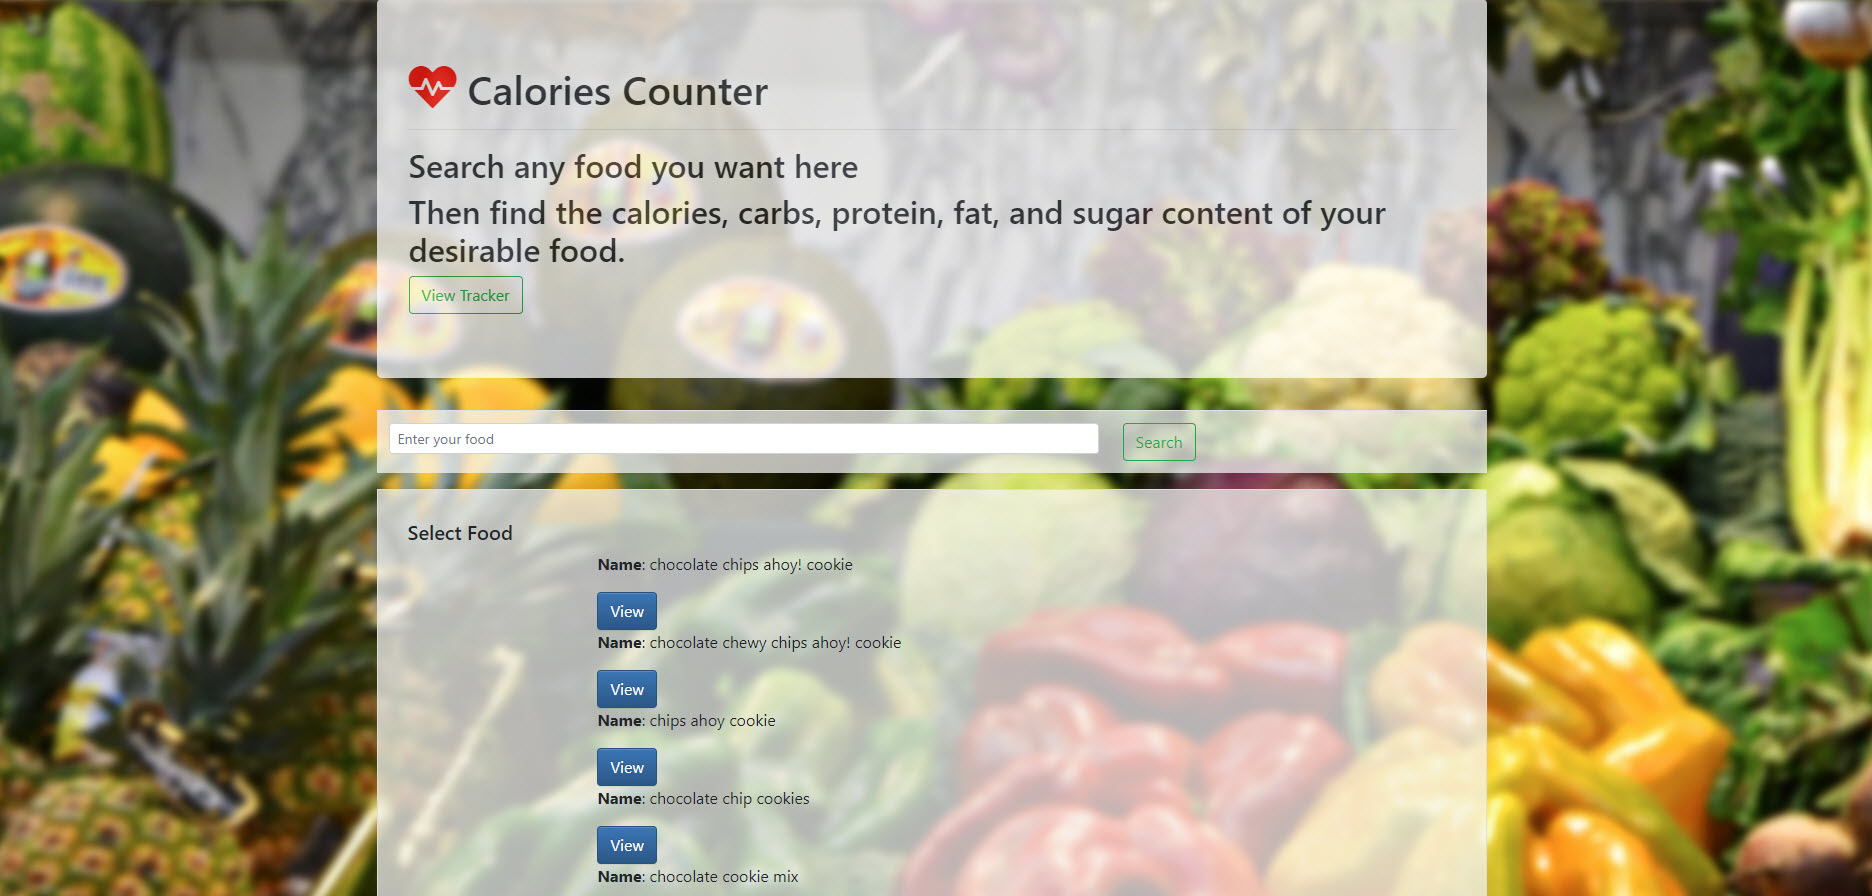 Calories Counter
Search any food you want here
Then find the calories, carbs, protein, fat, and sugar content of your
desirable food.
View Tracker
Enter your food
Search
Select Food
Name: chocolate chips ahoy! cookie
View
Name: chocolate chewy chips ahoy! cookie
View
Name: chips ahoy cookie
View
Name: chocolate chip cookies
View
Name: chocolate cookie mix